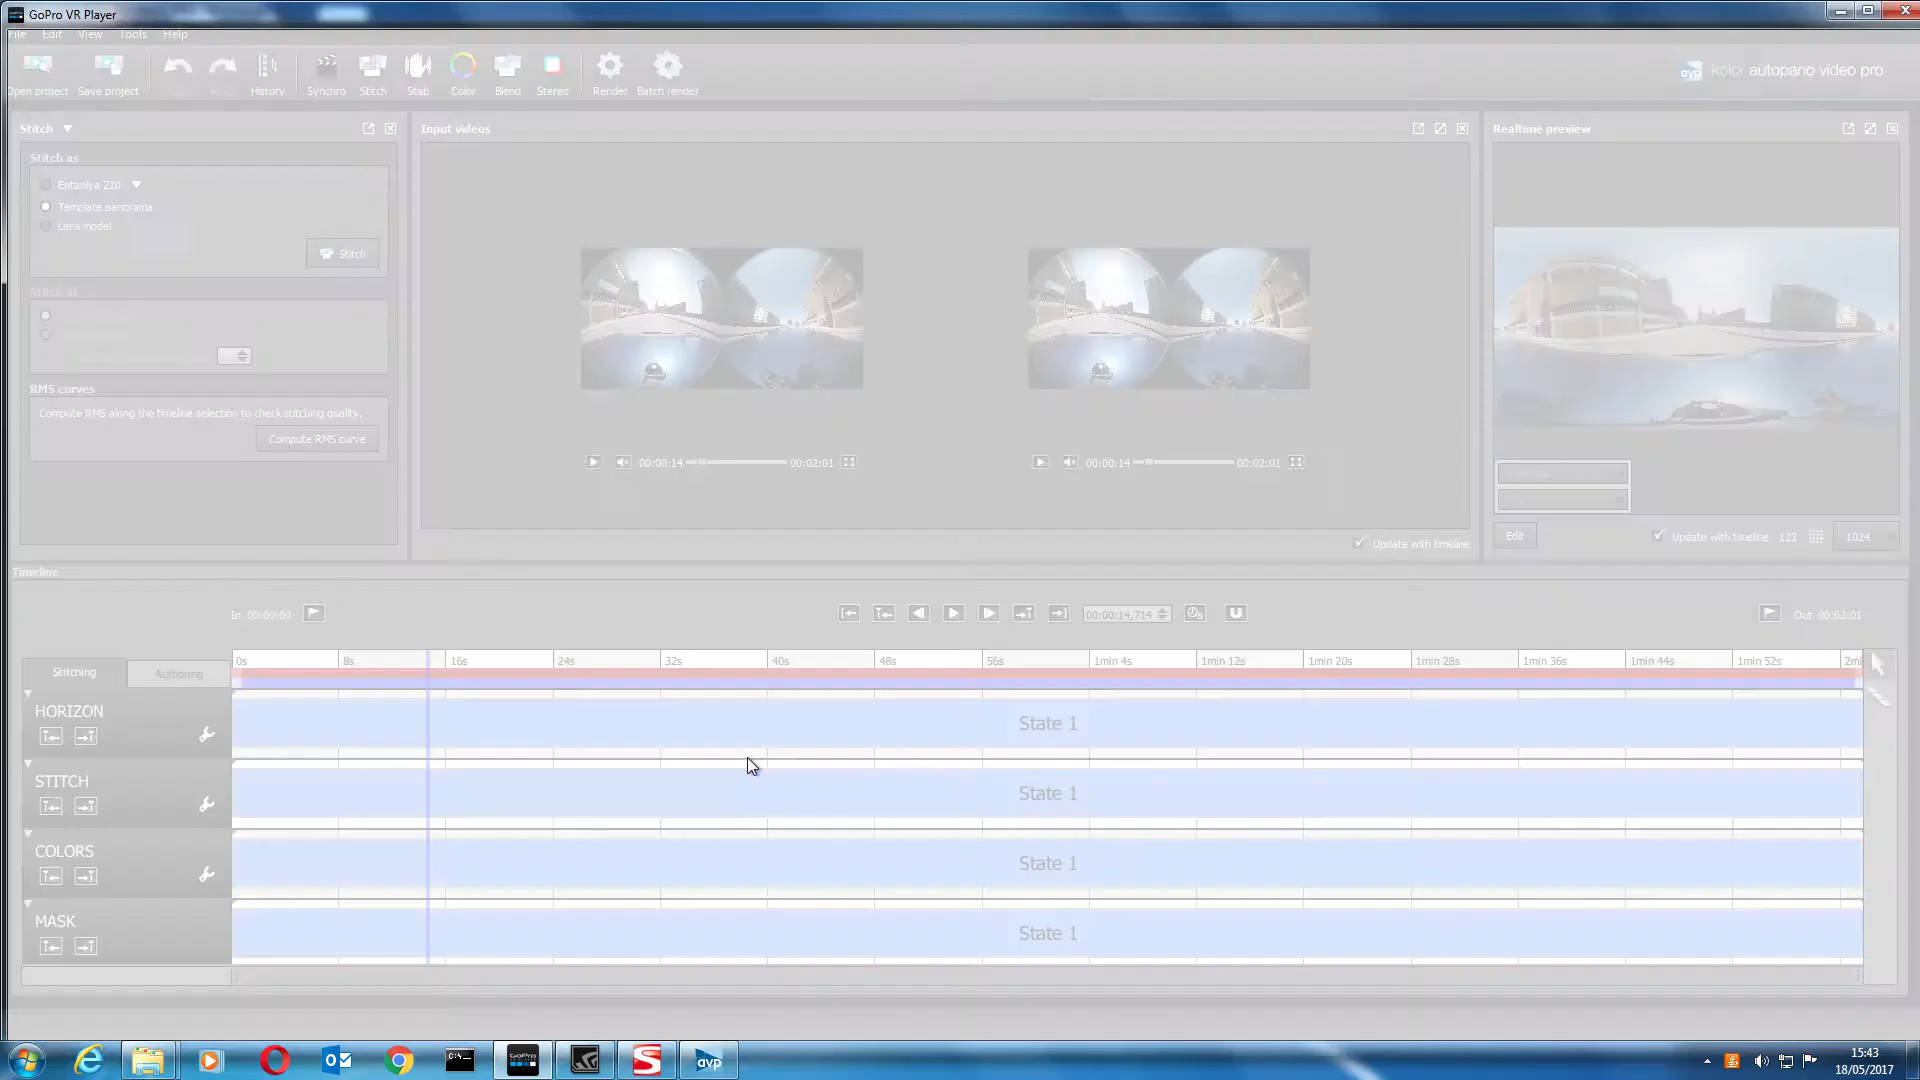 GoPro VR Player
File Edit View Tools Help
Open project Save project History Synchro Stitch Stab Color Blend Stereo Render Batch render
avp kolor autopano video pro
Stitch
Input videos
Realtime preview
Stitch as
Entaniya 220
Template panorama
Lens model
Stitch
Stitch at
RMS curves
Compute RMS along the timeline selection to check stitching quality.
Compute RMS curve
00:00:14 00:02:01
00:00:14 00:02:01
Update with timeline
Edit
Update with timeline 123 1024
Timeline
In 00:00:00
00:00:14,714
Out 00:02:01
Stitching Authoring
0s 8s 16s 24s 32s 40s 48s 56s 1min 4s 1min 12s 1min 20s 1min 28s 1min 36s 1min 44s 1min 52s 2mi
HORIZON
State 1
STITCH
State 1
COLORS
State 1
MASK
State 1
GoPro
avp
15:43
18/05/2017